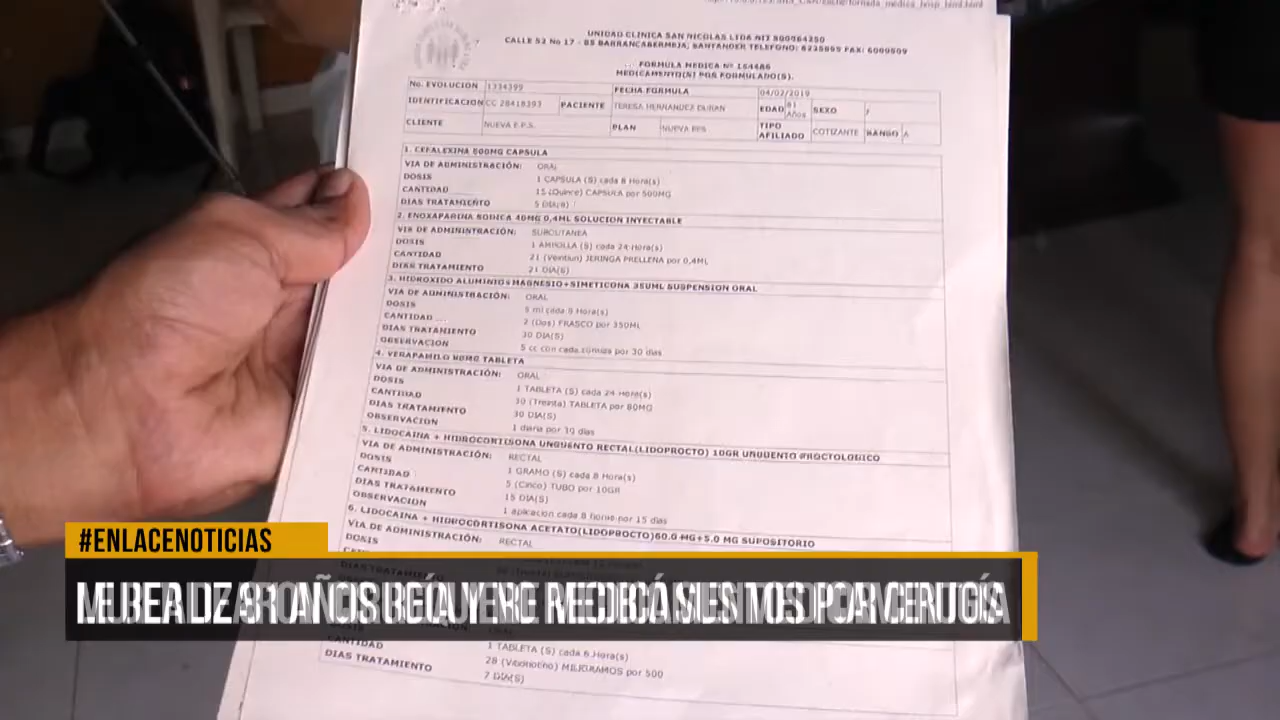 UNIDAD CLINICA SAN NICOLAS LTDA NIT
CALLE 52 No 17 - 85 BARRANCABERMEJA, SANTANDER TELEFONO: FAX:
FORMULA MEDICA Nº
MEDICAMENTO(S) POS FORMULADO(S).
No. EVOLUCION 1334399 FECHA FORMULA 04/02/2019
IDENTIFICACION CC 28418393 PACIENTE TERESA HERNANDEZ DURAN EDAD 81 Años SEXO F
CLIENTE NUEVA E.P.S. PLAN NUEVA EPS TIPO AFILIADO COTIZANTE RANGO A
1. CEFALEXINA 500MG CAPSULA
VIA DE ADMINISTRACIÓN: ORAL
DOSIS 1 CAPSULA (S) cada 8 Hora(s)
CANTIDAD 15 (Quince) CAPSULA por 500MG
DIAS TRATAMIENTO 5 DIA(S)
2. ENOXAPARINA SODICA 40MG 0,4ML SOLUCION INYECTABLE
VIA DE ADMINISTRACIÓN: SUBCUTANEA
DOSIS 1 AMPOLLA (S) cada 24 Hora(s)
CANTIDAD 21 (Veintiun) JERINGA PRELLENA por 0,4ML
DIAS TRATAMIENTO 21 DIA(S)
3. HIDROXIDO ALUMINIO+MAGNESIO+SIMETICONA 350ML SUSPENSION ORAL
VIA DE ADMINISTRACIÓN: ORAL
DOSIS 5 ml cada 8 Hora(s)
CANTIDAD 2 (Dos) FRASCO por 350ML
DIAS TRATAMIENTO 30 DIA(S)
OBSERVACION 5 cc con cada comida por 30 dias
4. VERAPAMILO 80MG TABLETA
VIA DE ADMINISTRACIÓN: ORAL
DOSIS 1 TABLETA (S) cada 24 Hora(s)
CANTIDAD 30 (Treinta) TABLETA por 80MG
DIAS TRATAMIENTO 30 DIA(S)
OBSERVACION 1 diaria por 30 dias
5. LIDOCAINA + HIDROCORTISONA UNGUENTO RECTAL(LIDOPROCTO) 10GR UNGUENTO PROCTOLOGICO
VIA DE ADMINISTRACIÓN: RECTAL
DOSIS 1 GRAMO (S) cada 8 Hora(s)
CANTIDAD 5 (Cinco) TUBO por 10GR
DIAS TRATAMIENTO 15 DIA(S)
OBSERVACION 1 aplicacion cada 8 horas por 15 dias
6. LIDOCAINA + HIDROCORTISONA ACETATO(LIDOPROCTO)60.0 MG+5.0 MG SUPOSITORIO
VIA DE ADMINISTRACIÓN: RECTAL
DOSIS
#ENLACENOTICIAS
1 TABLETA (S) cada 6 Hora(s)
CANTIDAD 28 (Veintiocho) MEJORAMOS por 500
DIAS TRATAMIENTO 7 DIA(S)